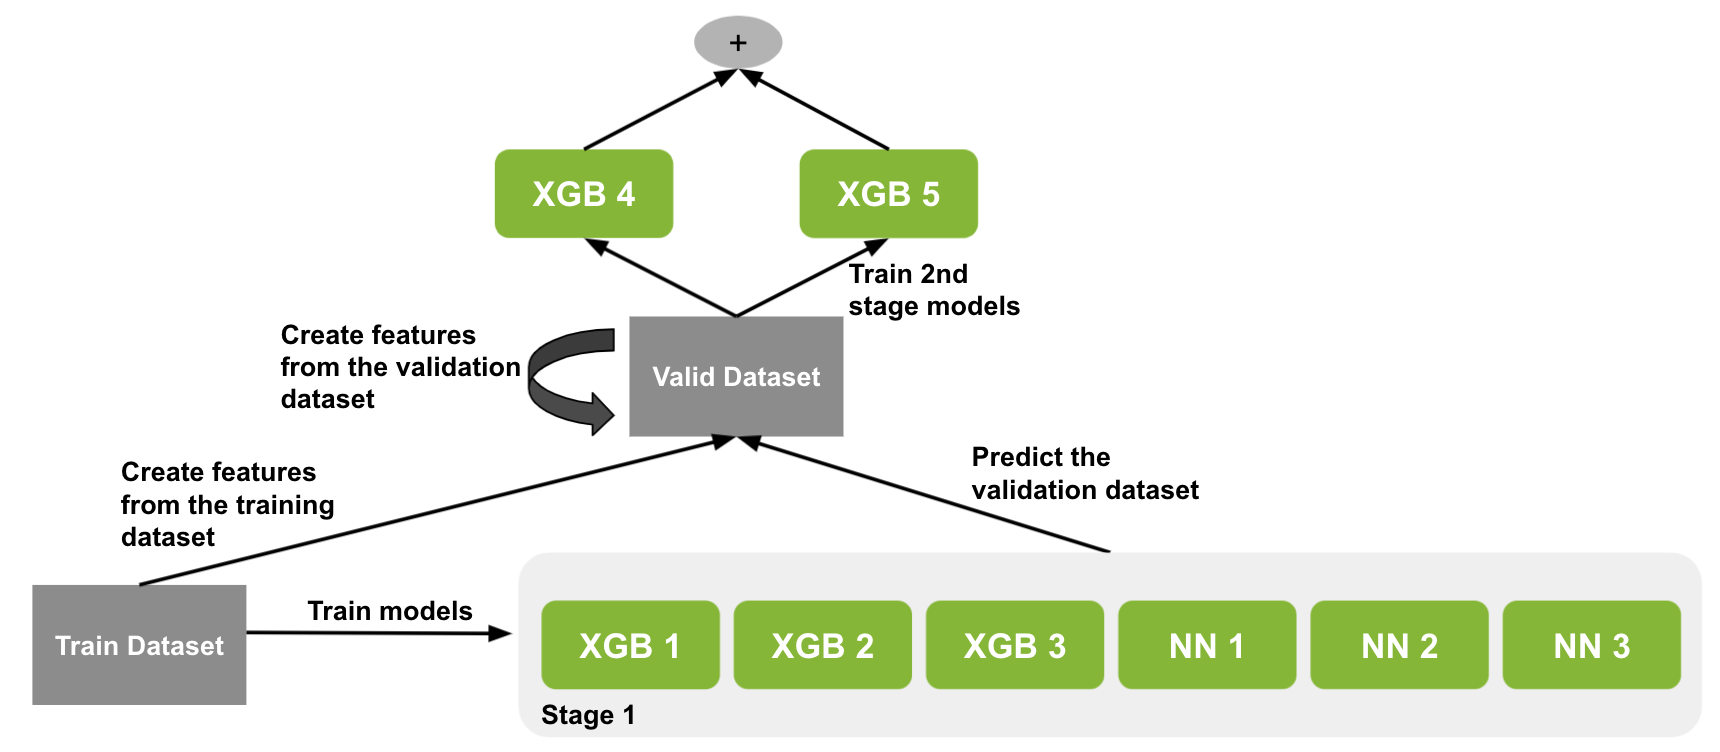 +
XGB 4
XGB 5
Train 2nd
stage models
Create features
from the validation
dataset
Valid Dataset
Create features
from the training
dataset
Predict the
validation dataset
Train Dataset
Train models
XGB 1
XGB 2
XGB 3
NN 1
NN 2
NN 3
Stage 1